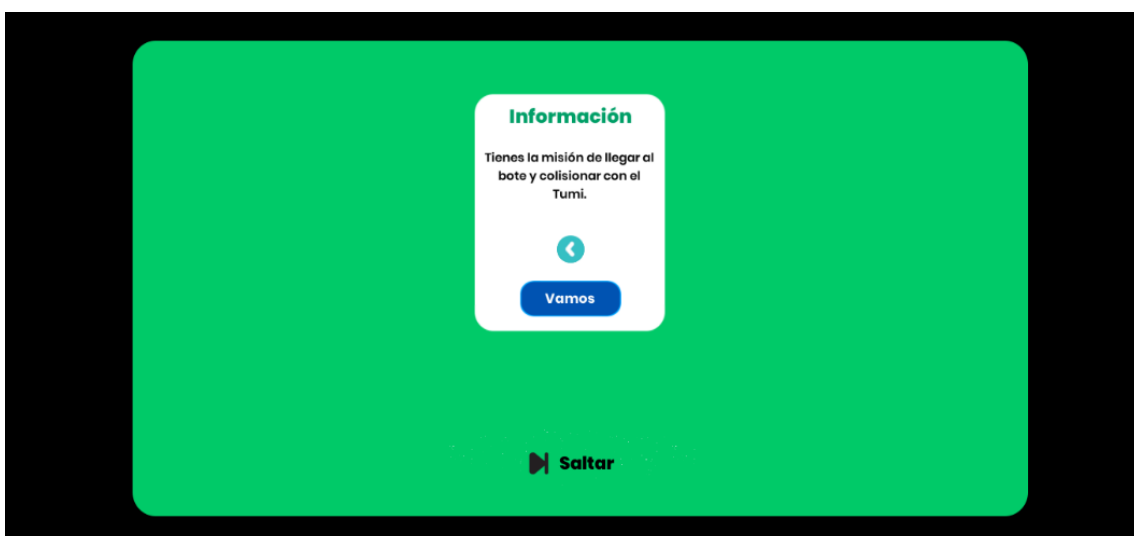 Información
Tienes la misión de llegar al
bote y colisionar con el
Tumi.
Vamos
Saltar